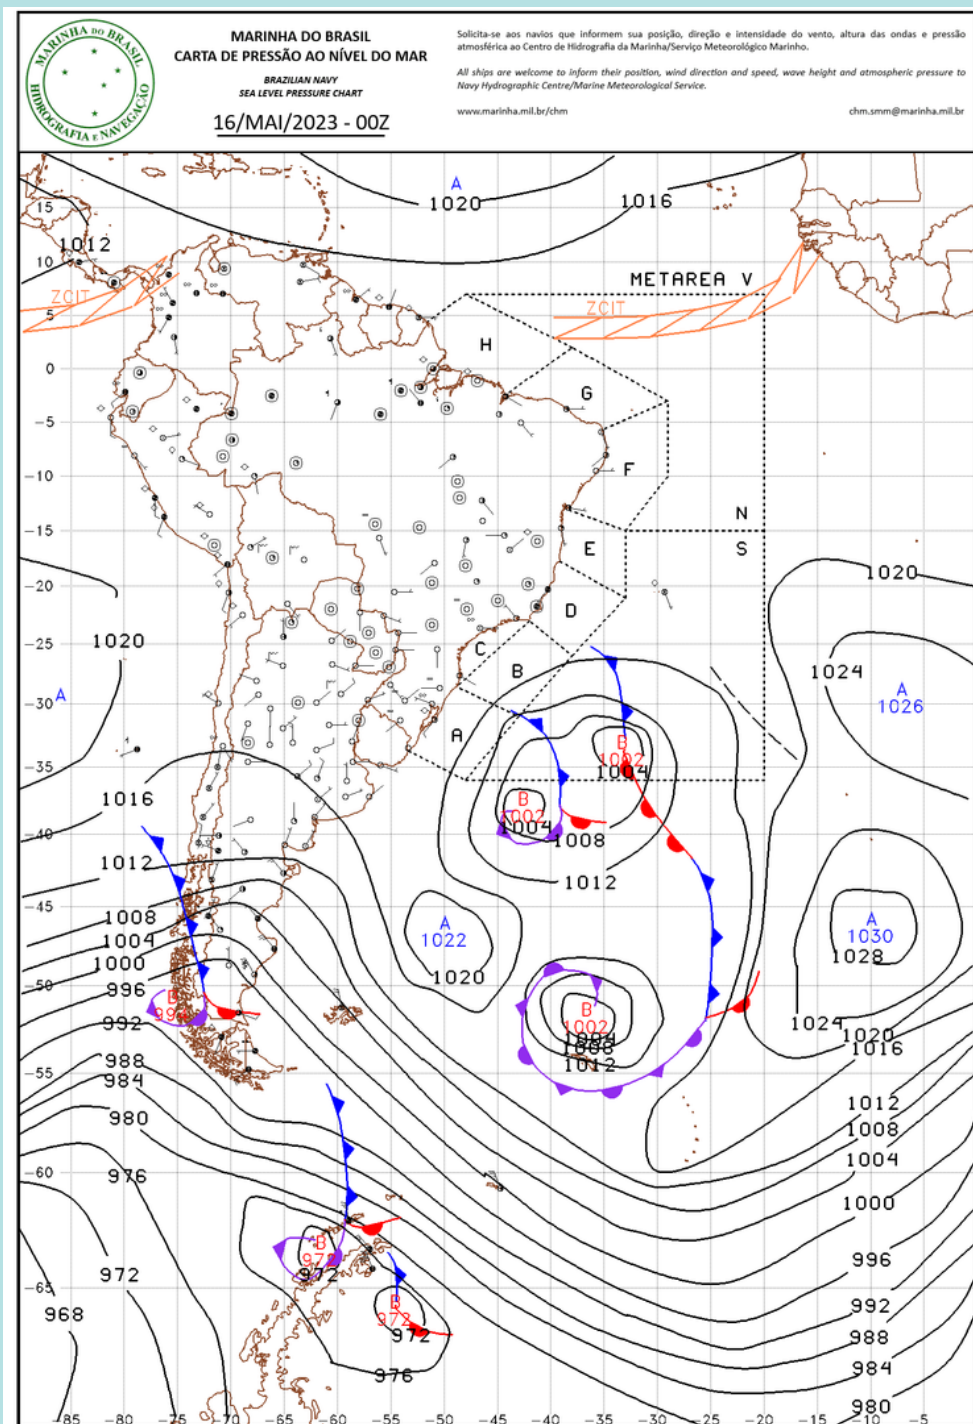 MARINHA DO BRASIL
HIDROGRAFIA E NAVEGAÇÃO
MARINHA DO BRASIL
CARTA DE PRESSÃO AO NÍVEL DO MAR
BRAZILIAN NAVY
SEA LEVEL PRESSURE CHART
16/MAI/2023 - 00Z
Solicita-se aos navios que informem sua posição, direção e intensidade do vento, altura das ondas e pressão
atmosférica ao Centro de Hidrografia da Marinha/Serviço Meteorológico Marinho.
All ships are welcome to inform their position, wind direction and speed, wave height and atmospheric pressure to
Navy Hydrographic Centre/Marine Meteorological Service.
www.marinha.mil.br/chm
chm.smm@marinha.mil.br
A
1020
1016
15
1012
10
METAREA V
ZCIT
ZCIT
5
H
0
G
-5
F
-10
N
-15
E
S
-20
1020
D
1020
-25
C
B
1024
A
A
1026
-30
A
B
1002
1004
-35
1016
B
1002
1004
1008
-40
1012
1012
-45
1008
A
1022
A
1030
1004
1028
1000
1020
-50
996
B
B
1002
1024
992
1004
1008
1020
1016
988
1012
-55
984
1012
980
1008
1004
-60
976
1000
B
972
996
972
972
-65
B
972
992
968
972
988
976
984
980
-85 -80 -75 -70 -65 -60 -55 -50 -45 -40 -35 -30 -25 -20 -15 -10 -5